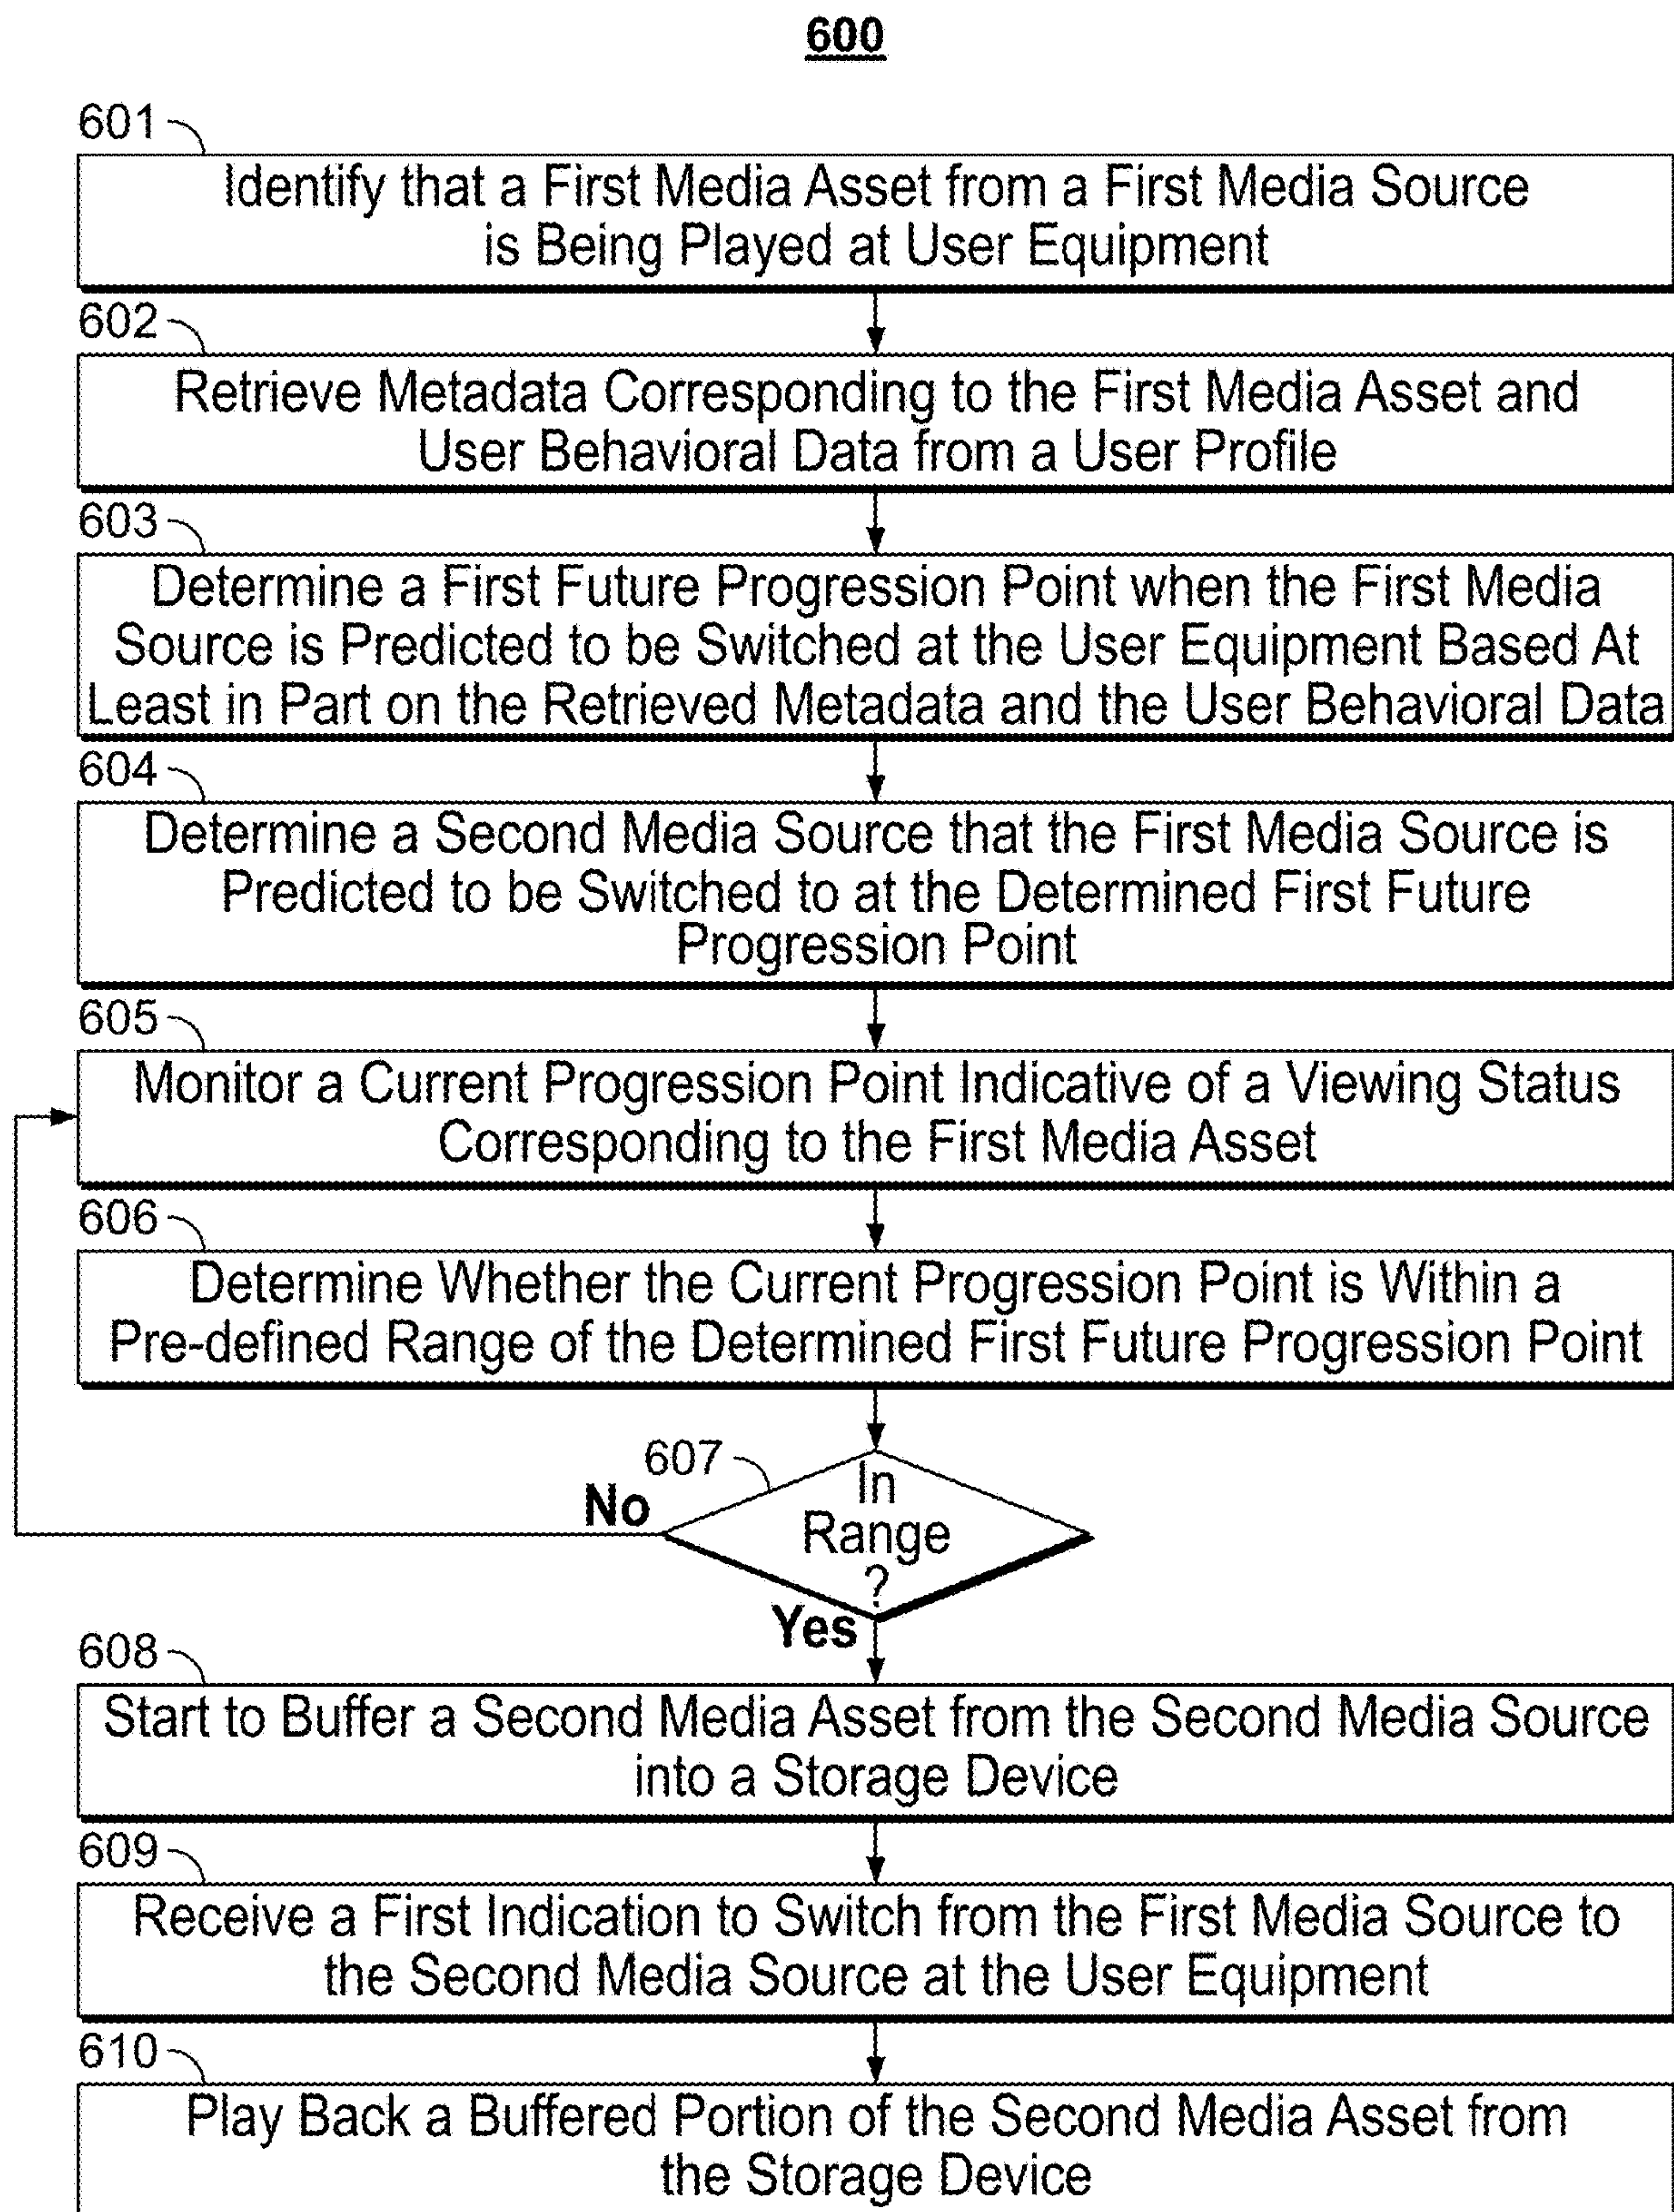 600
601
Identify that a First Media Asset from a First Media Source
is Being Played at User Equipment
602
Retrieve Metadata Corresponding to the First Media Asset and
User Behavioral Data from a User Profile
603
Determine a First Future Progression Point when the First Media
Source is Predicted to be Switched at the User Equipment Based At
Least in Part on the Retrieved Metadata and the User Behavioral Data
604
Determine a Second Media Source that the First Media Source is
Predicted to be Switched to at the Determined First Future
Progression Point
605
Monitor a Current Progression Point Indicative of a Viewing Status
Corresponding to the First Media Asset
606
Determine Whether the Current Progression Point is Within a
Pre-defined Range of the Determined First Future Progression Point
607
In
Range
?
No
Yes
608
Start to Buffer a Second Media Asset from the Second Media Source
into a Storage Device
609
Receive a First Indication to Switch from the First Media Source to
the Second Media Source at the User Equipment
610
Play Back a Buffered Portion of the Second Media Asset from
the Storage Device